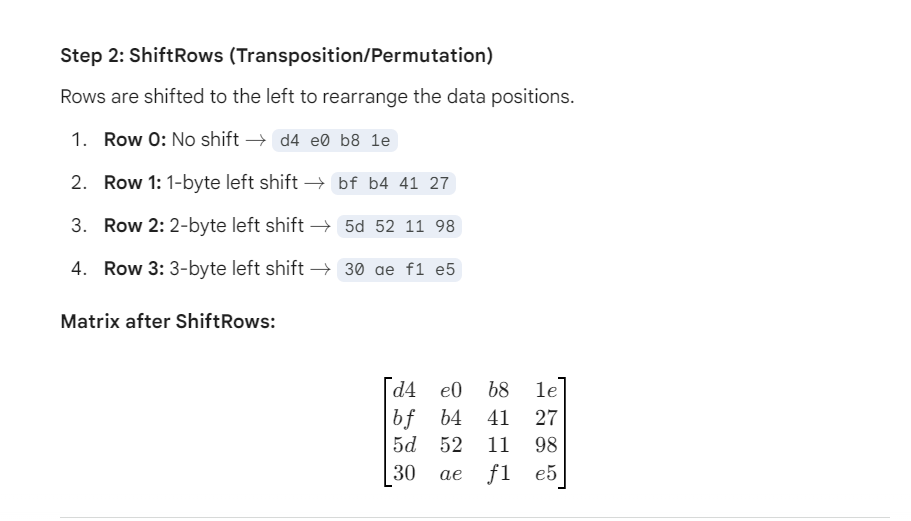 Step 2: ShiftRows (Transposition/Permutation)
Rows are shifted to the left to rearrange the data positions.
1. Row 0: No shift → d4 e0 b8 1e
2. Row 1: 1-byte left shift → bf b4 41 27
3. Row 2: 2-byte left shift → 5d 52 11 98
4. Row 3: 3-byte left shift → 30 ae f1 e5
Matrix after ShiftRows:
d4 e0 b8 1e
bf b4 41 27
5d 52 11 98
30 ae f1 e5